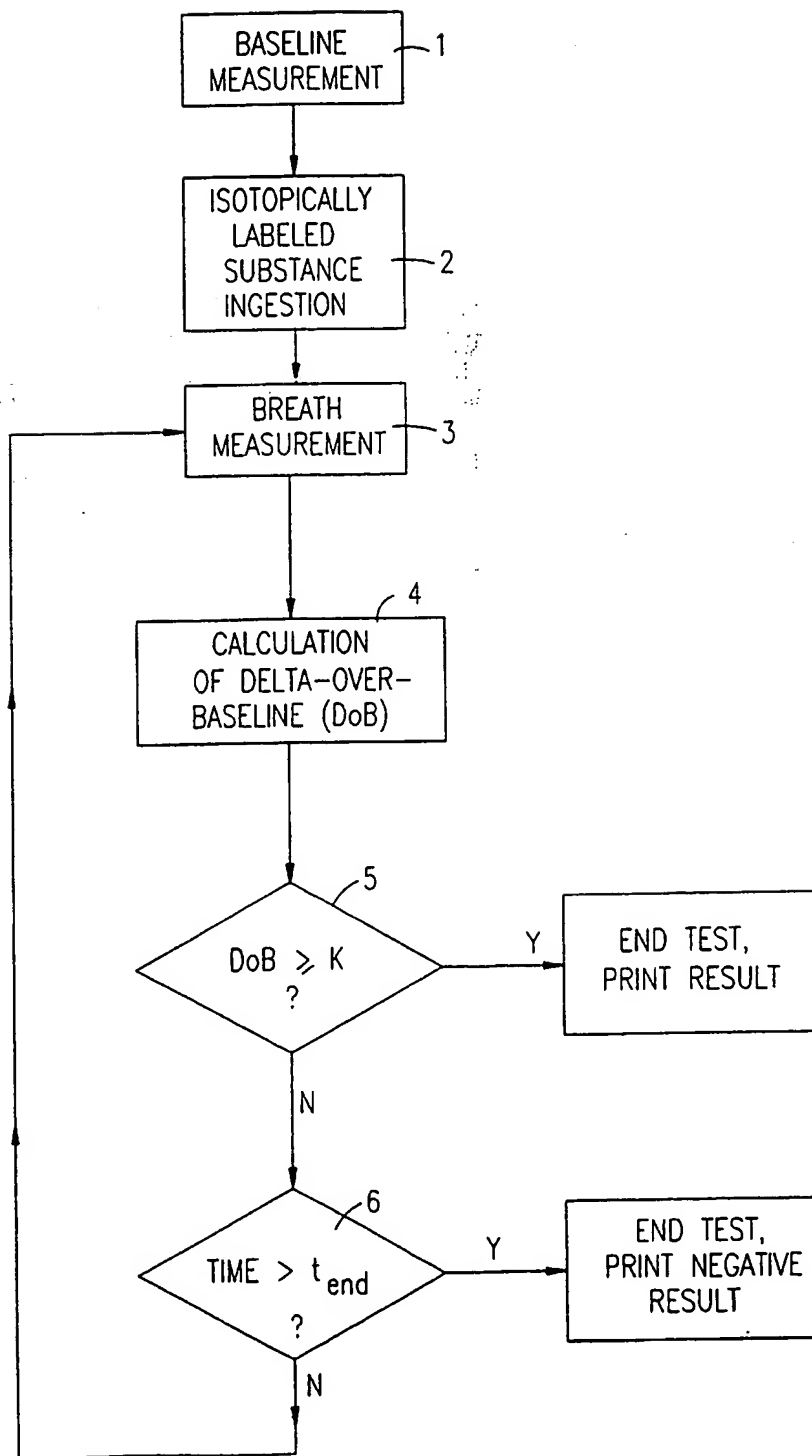 BASELINE
MEASUREMENT
1
ISOTOPICALLY
LABELED
SUBSTANCE
INGESTION
2
BREATH
MEASUREMENT
3
4
CALCULATION
OF DELTA-OVER-
BASELINE (DoB)
5
DoB ⩾ K
?
Y
END TEST,
PRINT RESULT
N
6
TIME > t end
?
Y
END TEST,
PRINT NEGATIVE
RESULT
N